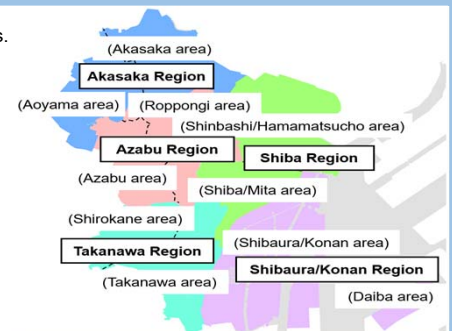 s.
(Akasaka area)
Akasaka Region
(Aoyama area) (Roppongi area)
(Shinbashi/Hamamatsucho area)
Azabu Region
Shiba Region
(Azabu area)
(Shiba/Mita area)
(Shirokane area)
Takanawa Region
(Shibaura/Konan area)
Shibaura/Konan Region
(Takanawa area)
(Daiba area)